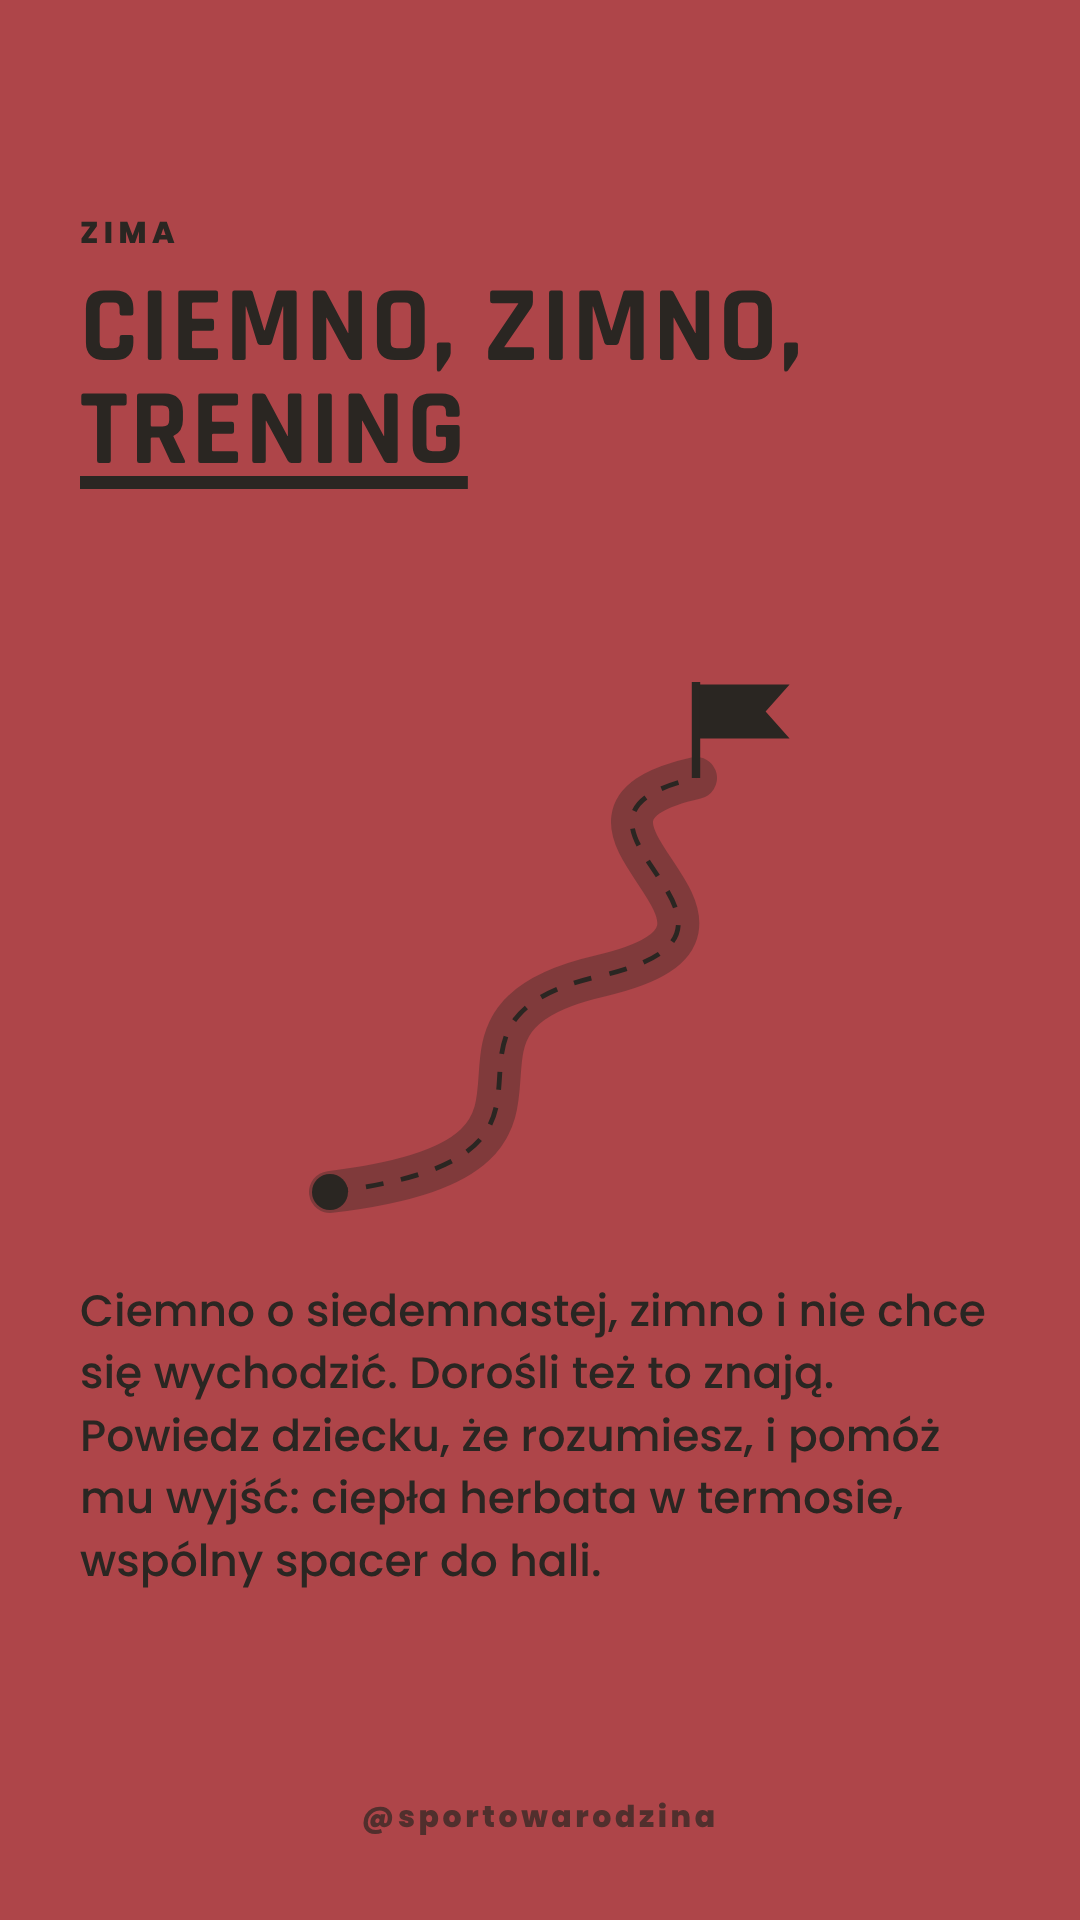 ZIMA
CIEMNO, ZIMNO,
TRENING
Ciemno o siedemnastej, zimno i nie chce
się wychodzić. Dorośli też to znają.
Powiedz dziecku, że rozumiesz, i pomóż
mu wyjść: ciepła herbata w termosie,
wspólny spacer do hali.
@sportowarodzina